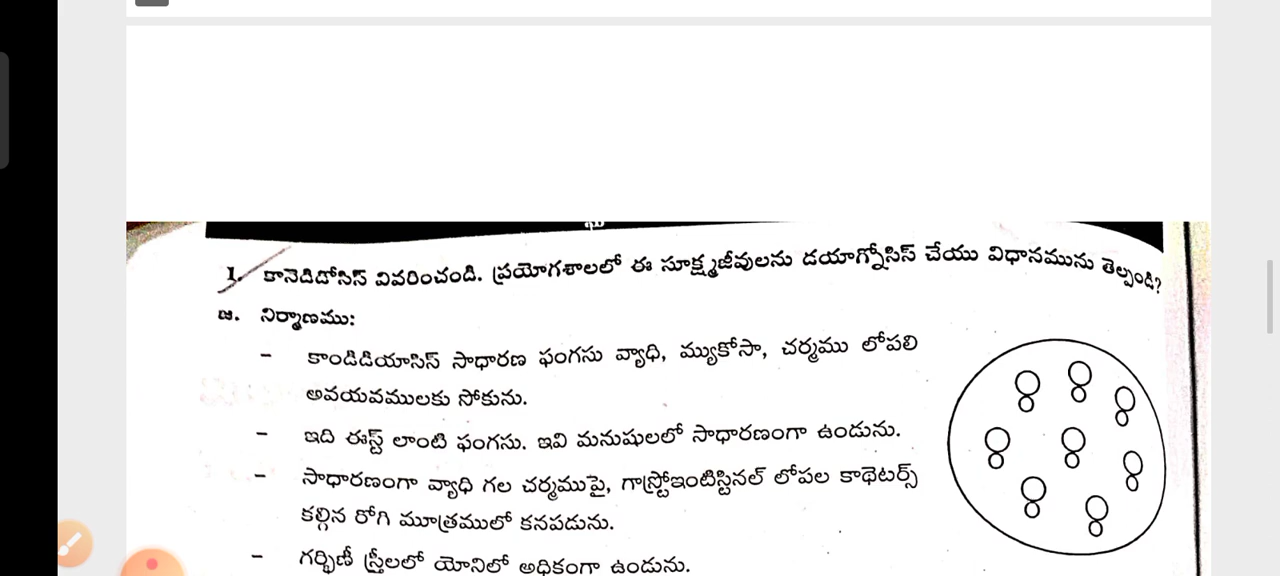 1. కానెడిడోసిస్ వివరించండి. ప్రయోగశాలలో ఈ సూక్ష్మజీవులను డయాగ్నోసిస్ చేయు విధానమును తెల్పండి?
జ. నిర్మాణము:
– కాండిడియాసిస్ సాధారణ ఫంగసు వ్యాధి, మ్యుకోసా, చర్మము లోపలి
అవయవములకు సోకును.
– ఇది ఈస్ట్ లాంటి ఫంగసు. ఇవి మనుషులలో సాధారణంగా ఉండును.
– సాధారణంగా వ్యాధి గల చర్మముపై, గాస్ట్రోఇంటిస్టినల్ లోపల కాథెటర్స్
కల్గిన రోగి మూత్రములో కనపడును.
– గర్భిణీ స్త్రీలలో యోనిలో అధికంగా ఉండును.